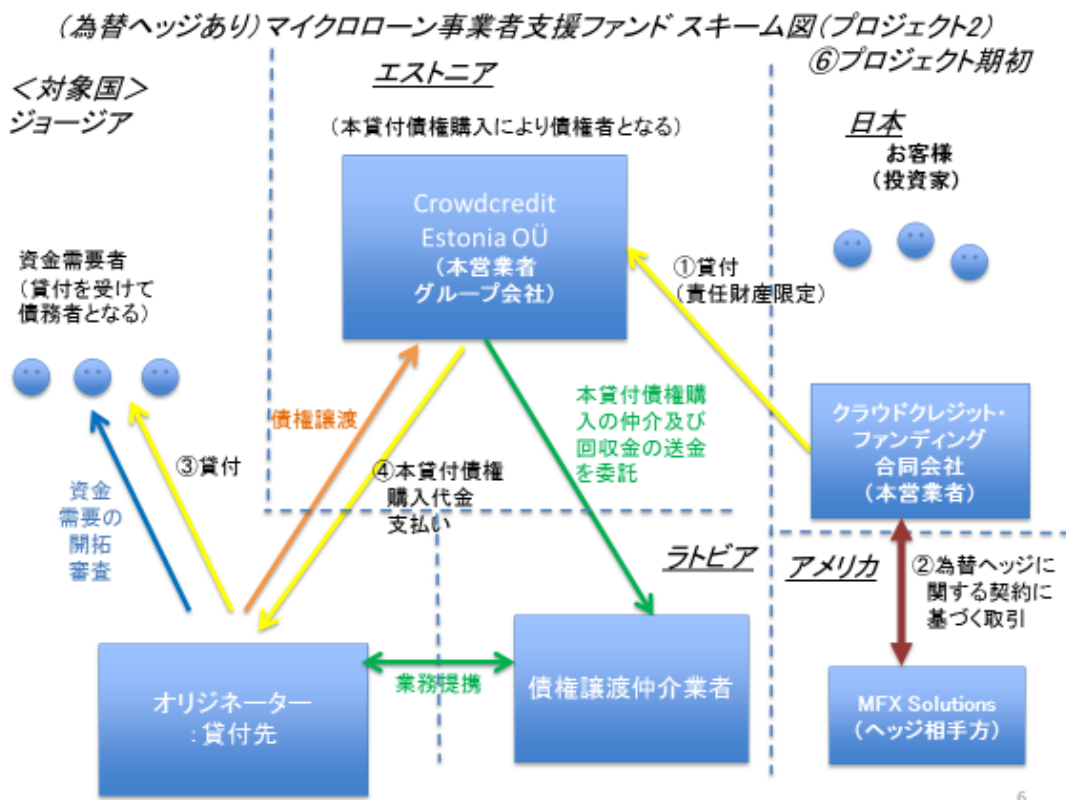 (為替ヘッジあり)マイクロローン事業者支援ファンド スキーム図(プロジェクト2)
⑥プロジェクト期初
<対象国>
ジョージア
エストニア
(本貸付債権購入により債権者となる)
日本
お客様
(投資家)
Crowdcredit
Estonia OÜ
(本営業者
グループ会社)
資金需要者
(貸付を受けて
債務者となる)
①貸付
(責任財産限定)
債権譲渡
③貸付
④本貸付債権
購入代金
支払い
本貸付債権購
入の仲介及び
回収金の送金
を委託
クラウドクレジット・
ファンディング
合同会社
(本営業者)
資金
需要の
開拓
審査
ラトビア
アメリカ
②為替ヘッジに
関する契約に
基づく取引
オリジネーター
:貸付先
業務提携
債権譲渡仲介業者
MFX Solutions
(ヘッジ相手方)
6